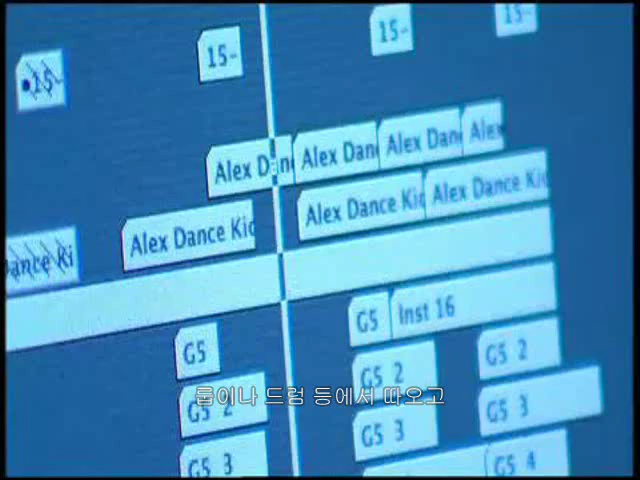 15-
15-
15-
•15-
Alex Dan
Alex Dan
Alex Dan
Alex
Alex Dance Kic
Alex Dance Kic
Alex Dance Kic
Dance Ki
G5
Inst 16
G5
G5 2
G5 2
G5 2
G5 3
G5 3
G5 3
G5 4
룹이나 드럼 등에서 따오고